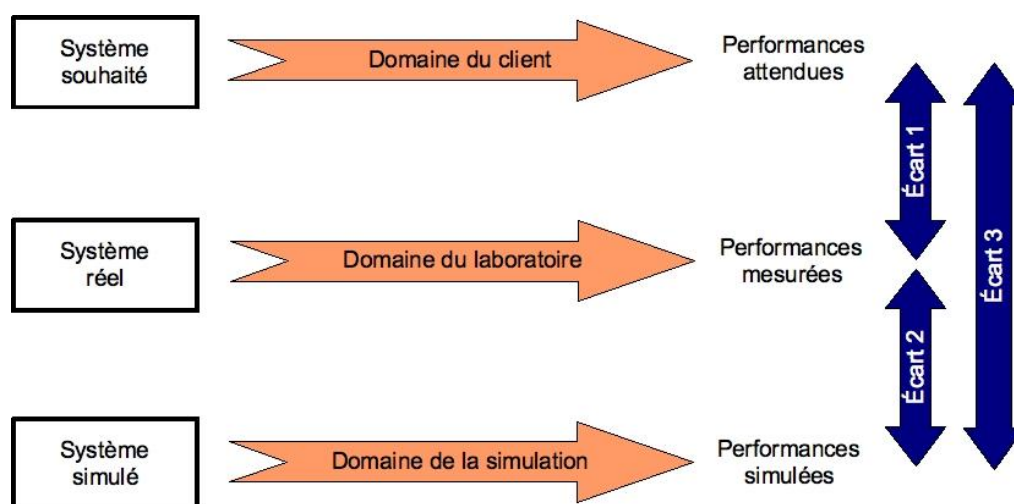 Système
souhaité
Domaine du client
Performances
attendues
Écart 1
Écart 3
Système
réel
Domaine du laboratoire
Performances
mesurées
Écart 2
Système
simulé
Domaine de la simulation
Performances
simulées